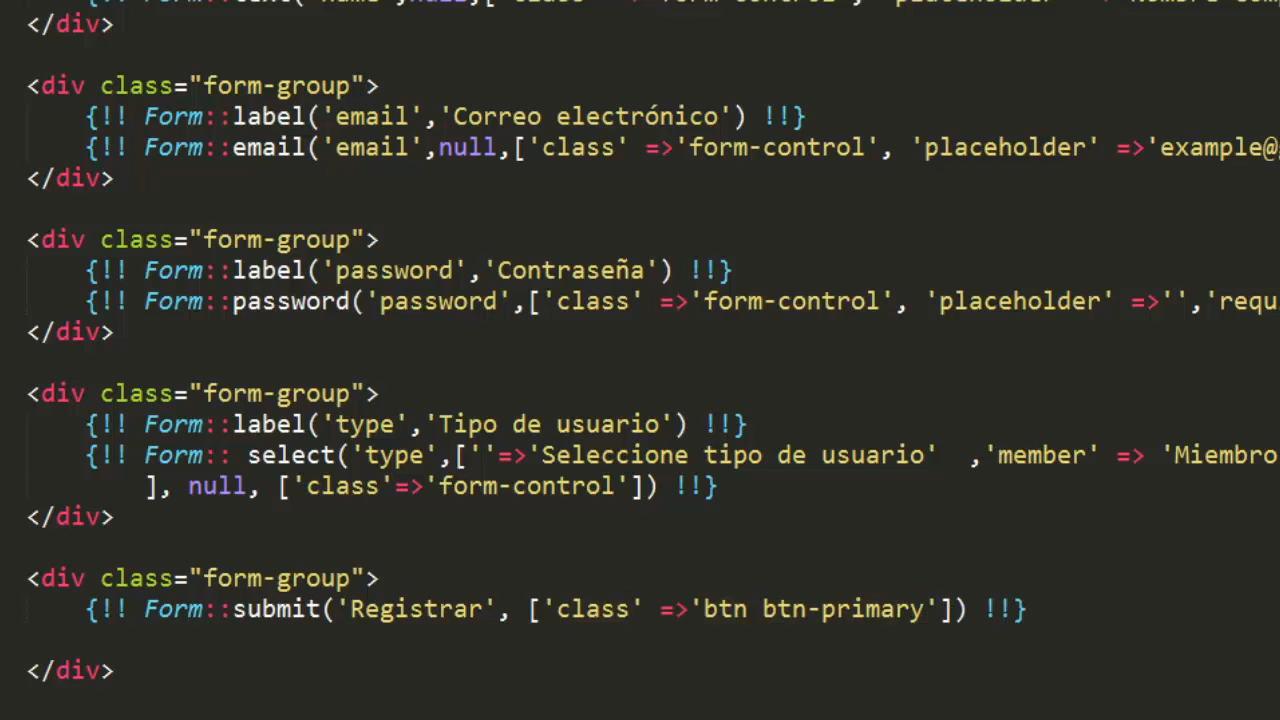 </div>
<div class="form-group">
{!! Form::label('email','Correo electrónico') !!}
{!! Form::email('email',null,['class' =>'form-control', 'placeholder' =>'example@
</div>
<div class="form-group">
{!! Form::label('password','Contraseña') !!}
{!! Form::password('password',['class' =>'form-control', 'placeholder' =>'','requ
</div>
<div class="form-group">
{!! Form::label('type','Tipo de usuario') !!}
{!! Form:: select('type',[''=>'Seleccione tipo de usuario'  ,'member' => 'Miembro
], null, ['class'=>'form-control']) !!}
</div>
<div class="form-group">
{!! Form::submit('Registrar', ['class' =>'btn btn-primary']) !!}
</div>